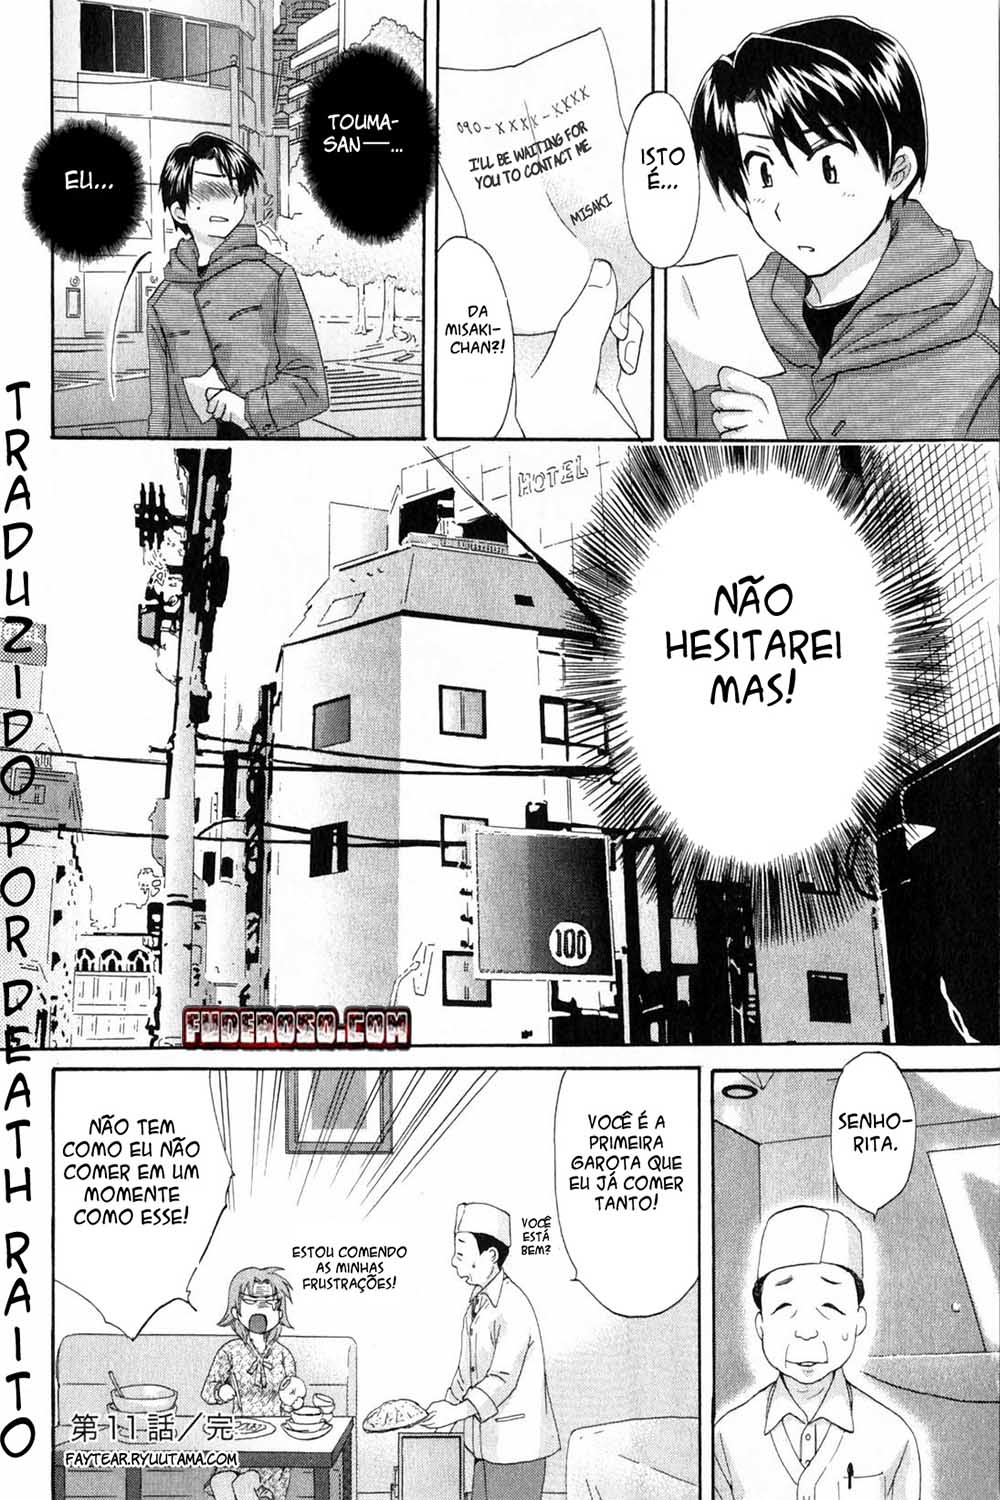 ISTO
É...
090-XXXX-XXXX
I'LL BE WAITING FOR
YOU TO CONTACT ME
MISAKI
DA
MISAKI-
CHAN?!
TOUMA-
SAN—...
EU...
HOTEL
NÃO
HESITAREI
MAS!
100
FUDEROSO.COM
SENHO-
RITA.
VOCÊ É A
PRIMEIRA
GAROTA QUE
EU JÁ COMER
TANTO!
VOCÊ
ESTÁ
BEM?
ESTOU COMENDO
AS MINHAS
FRUSTRAÇÕES!
NÃO TEM
COMO EU NÃO
COMER EM UM
MOMENTE
COMO ESSE!
第11話/完
FAYTEAR.RYUUTAMA.COM
TRADUZIDO POR DEATH RAITO